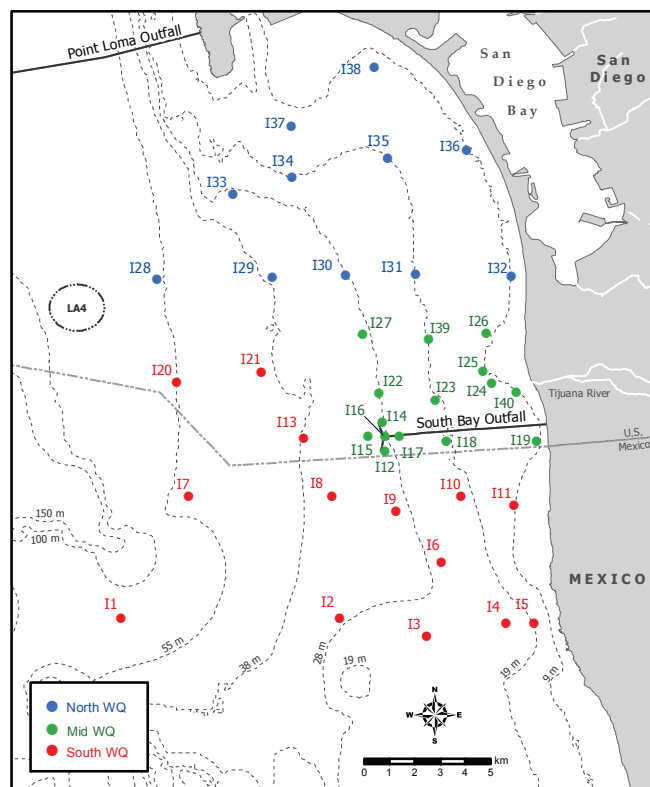 Point Loma Outfall
San
Diego
Bay
San
Diego
I38
I37
I36
I35
I34
I33
I28
I29
I30
I31
I32
LA4
I27
I39
I26
I21
I20
I25
I24
I40
Tijuana River
I22
I23
I16
I14
South Bay Outfall
I13
I15
I17
I18
I19
U.S.
Mexico
I12
I7
I8
I9
I10
I11
150 m
100 m
I6
MEXICO
I1
I2
I3
I4
I5
55 m
38 m
28 m
19 m
19 m
9 m
North WQ
Mid WQ
South WQ
N
W
E
S
km
0 1 2 3 4 5